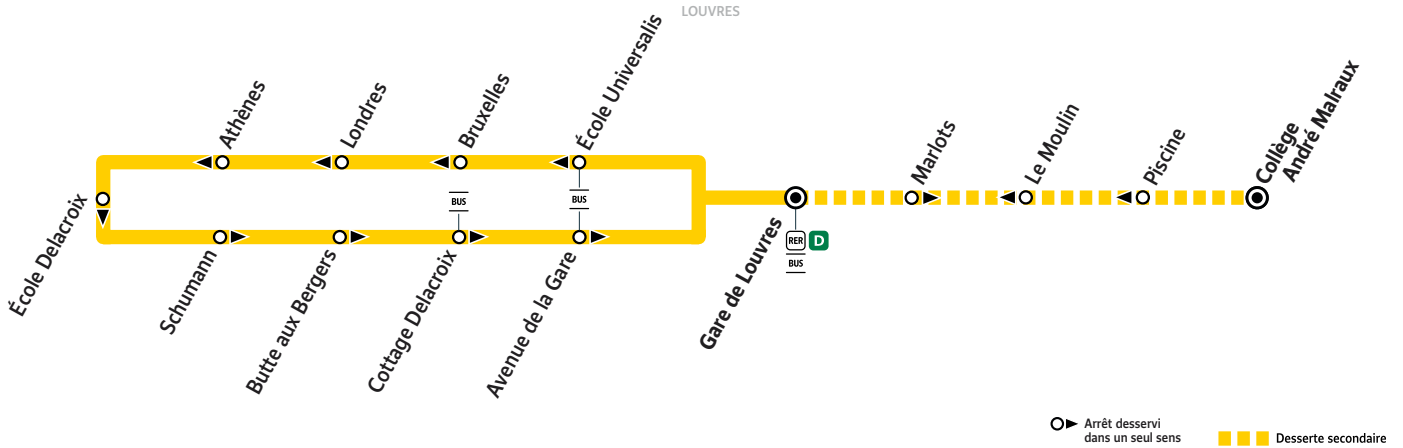 LOUVRES
Athènes
Londres
Bruxelles
École Universalis
Marlots
Le Moulin
Piscine
Collège
André Malraux
BUS
BUS
École Delacroix
Schumann
Butte aux Bergers
Cottage Delacroix
Avenue de la Gare
Gare de Louvres
RER D
BUS
Arrêt desservi
dans un seul sens
Desserte secondaire